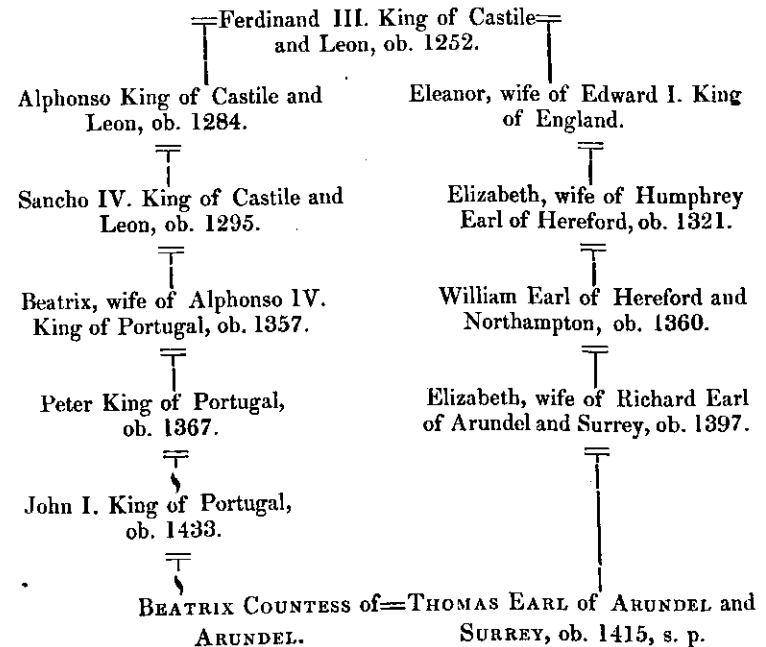 Ferdinand III. King of Castile
and Leon, ob. 1252.
Alphonso King of Castile and
Leon, ob. 1284.
Eleanor, wife of Edward I. King
of England.
Sancho IV. King of Castile and
Leon, ob. 1295.
Elizabeth, wife of Humphrey
Earl of Hereford, ob. 1321.
Beatrix, wife of Alphonso IV.
King of Portugal, ob. 1357.
William Earl of Hereford and
Northampton, ob. 1360.
Peter King of Portugal,
ob. 1367.
Elizabeth, wife of Richard Earl
of Arundel and Surrey, ob. 1397.
John I. King of Portugal,
ob. 1433.
BEATRIX COUNTESS of=THOMAS EARL of ARUNDEL and
ARUNDEL.
SURREY, ob. 1415, s. p.